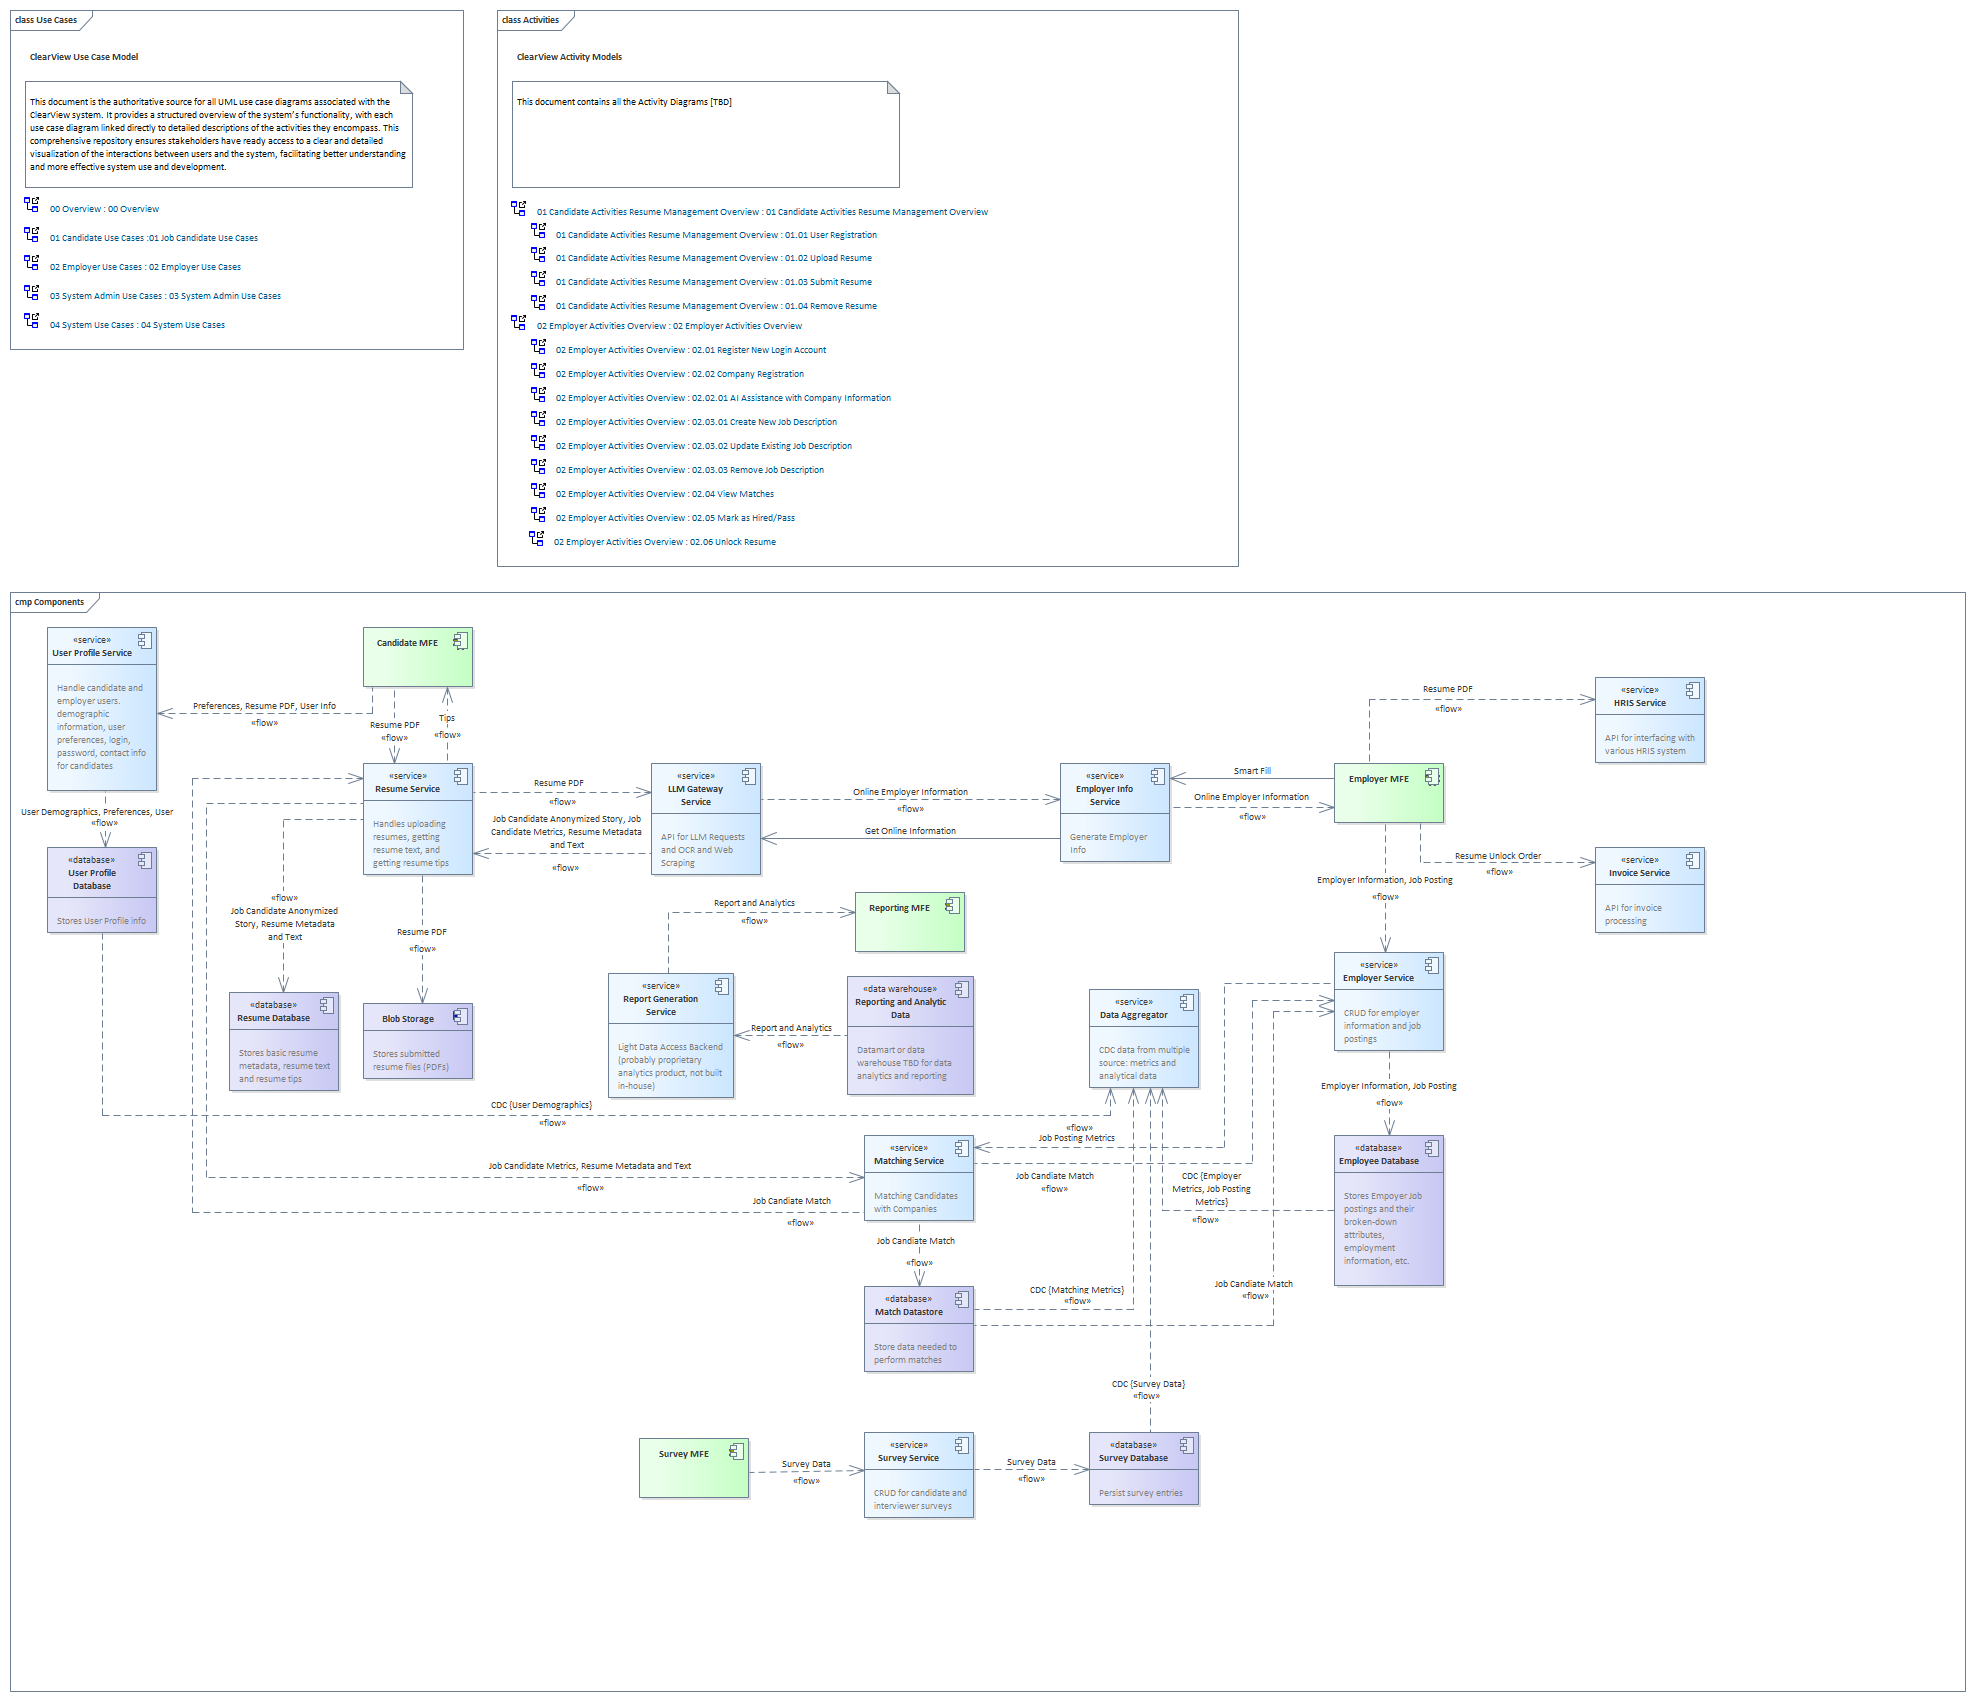 class Use Cases
ClearView Use Case Model
This document is the authoritative source for all UML use case diagrams associated with the
ClearView system. It provides a structured overview of the system's functionality, with each
use case diagram linked directly to detailed descriptions of the activities they encompass. This
comprehensive repository ensures stakeholders have ready access to a clear and detailed
visualization of the interactions between users and the system, facilitating better understanding
and more effective system use and development.
00 Overview : 00 Overview
01 Candidate Use Cases :01 Job Candidate Use Cases
02 Employer Use Cases : 02 Employer Use Cases
03 System Admin Use Cases : 03 System Admin Use Cases
04 System Use Cases : 04 System Use Cases
class Activities
ClearView Activity Models
This document contains all the Activity Diagrams [TBD]
01 Candidate Activities Resume Management Overview : 01 Candidate Activities Resume Management Overview
01 Candidate Activities Resume Management Overview : 01.01 User Registration
01 Candidate Activities Resume Management Overview : 01.02 Upload Resume
01 Candidate Activities Resume Management Overview : 01.03 Submit Resume
01 Candidate Activities Resume Management Overview : 01.04 Remove Resume
02 Employer Activities Overview : 02 Employer Activities Overview
02 Employer Activities Overview : 02.01 Register New Login Account
02 Employer Activities Overview : 02.02 Company Registration
02 Employer Activities Overview : 02.02.01 AI Assistance with Company Information
02 Employer Activities Overview : 02.03.01 Create New Job Description
02 Employer Activities Overview : 02.03.02 Update Existing Job Description
02 Employer Activities Overview : 02.03.03 Remove Job Description
02 Employer Activities Overview : 02.04 View Matches
02 Employer Activities Overview : 02.05 Mark as Hired/Pass
02 Employer Activities Overview : 02.06 Unlock Resume
cmp Components
«service»
User Profile Service
Handle candidate and
employer users.
demographic
information, user
preferences, login,
password, contact info
for candidates
Candidate MFE
Preferences, Resume PDF, User Info
«flow»
Resume PDF
«flow»
Tips
«flow»
Resume PDF
«flow»
«service»
HRIS Service
API for interfacing with
various HRIS system
«service»
Resume Service
Handles uploading
resumes, getting
resume text, and
getting resume tips
Resume PDF
«flow»
Job Candidate Anonymized Story, Job
Candidate Metrics, Resume Metadata
and Text
«flow»
«service»
LLM Gateway
Service
API for LLM Requests
and OCR and Web
Scraping
Online Employer Information
«flow»
Get Online Information
«service»
Employer Info
Service
Generate Employer
Info
Smart Fill
Online Employer Information
«flow»
Employer MFE
User Demographics, Preferences, User
«flow»
«database»
User Profile
Database
Stores User Profile info
Resume Unlock Order
«flow»
«service»
Invoice Service
API for invoice
processing
Employer Information, Job Posting
«flow»
«flow»
Job Candidate Anonymized
Story, Resume Metadata
and Text
Resume PDF
«flow»
Report and Analytics
«flow»
Reporting MFE
«database»
Resume Database
Stores basic resume
metadata, resume text
and resume tips
Blob Storage
Stores submitted
resume files (PDFs)
«service»
Report Generation
Service
Light Data Access Backend
(probably proprietary
analytics product, not built
in-house)
Report and Analytics
«flow»
«data warehouse»
Reporting and Analytic
Data
Datamart or data
warehouse TBD for data
analytics and reporting
«service»
Data Aggregator
CDC data from multiple
source: metrics and
analytical data
«service»
Employer Service
CRUD for employer
information and job
postings
Employer Information, Job Posting
«flow»
CDC {User Demographics}
«flow»
«flow»
Job Posting Metrics
«service»
Matching Service
Matching Candidates
with Companies
Job Candidate Metrics, Resume Metadata and Text
«flow»
Job Candiate Match
«flow»
Job Candiate Match
«flow»
CDC {Employer
Metrics, Job Posting
Metrics}
«flow»
«database»
Employee Database
Stores Empoyer Job
postings and their
broken-down
attributes,
employment
information, etc.
Job Candiate Match
«flow»
«database»
Match Datastore
Store data needed to
perform matches
CDC {Matching Metrics}
«flow»
Job Candiate Match
«flow»
CDC {Survey Data}
«flow»
Survey MFE
Survey Data
«flow»
«service»
Survey Service
CRUD for candidate and
interviewer surveys
Survey Data
«flow»
«database»
Survey Database
Persist survey entries